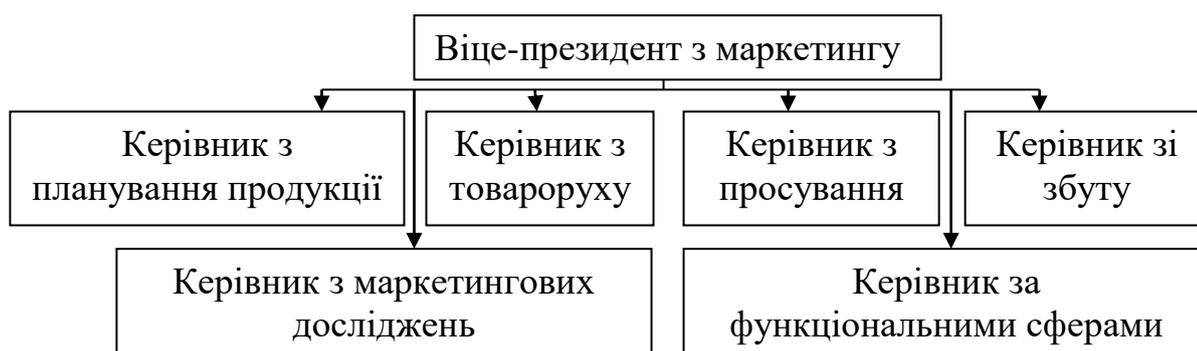 Віце-президент з маркетингу
Керівник з
планування продукції
Керівник з
товароруху
Керівник з
просування
Керівник зі
збуту
Керівник з маркетингових
досліджень
Керівник за
функціональними сферами